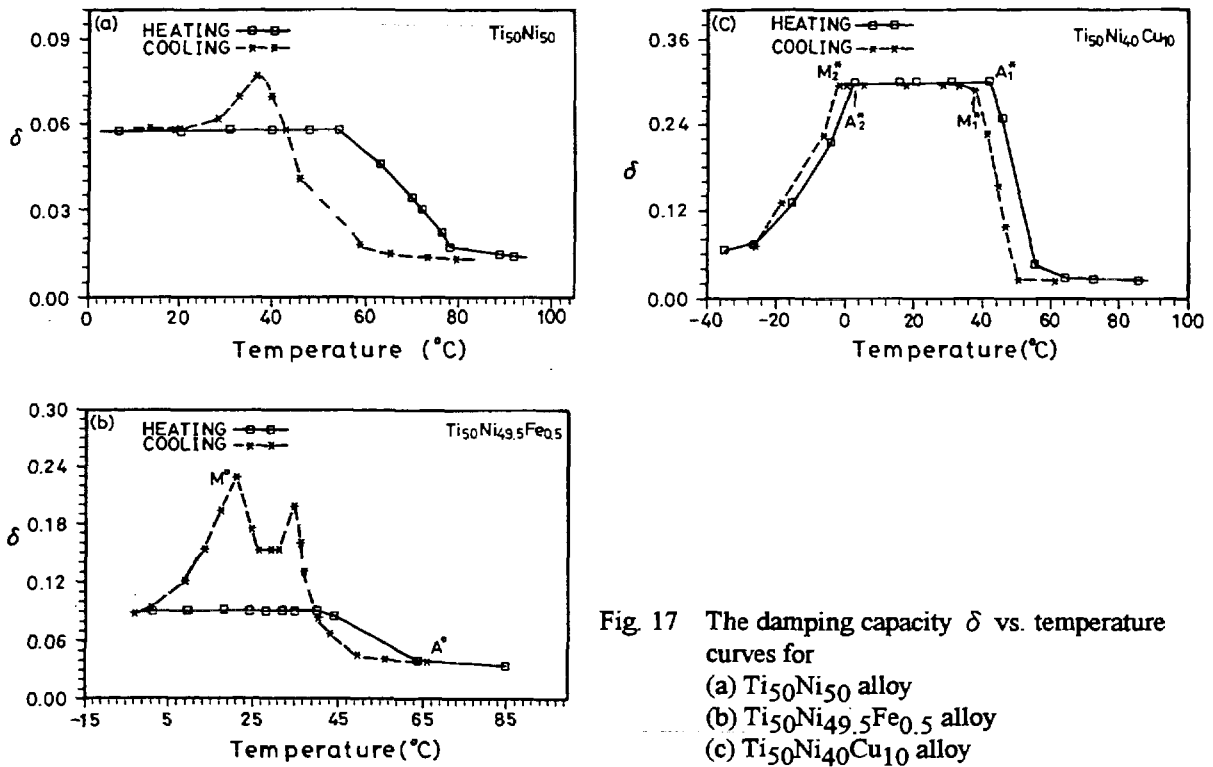 (a)
HEATING
COOLING
Ti50Ni50
0.09
0.06
0.03
0.00
δ
0 20 40 60 80 100
Temperature (°C)
(c)
HEATING
COOLING
Ti50Ni40Cu10
0.36
0.24
0.12
0.00
δ
M2*
A1*
A2*
M1*
-40 -20 0 20 40 60 80 100
Temperature(°C)
(b)
HEATING
COOLING
Ti50Ni49.5Fe0.5
0.30
0.24
0.18
0.12
0.06
0.00
δ
M*
A*
-15 5 25 45 65 85
Temperature(°C)
Fig. 17 The damping capacity δ vs. temperature
curves for
(a) Ti50Ni50 alloy
(b) Ti50Ni49.5Fe0.5 alloy
(c) Ti50Ni40Cu10 alloy